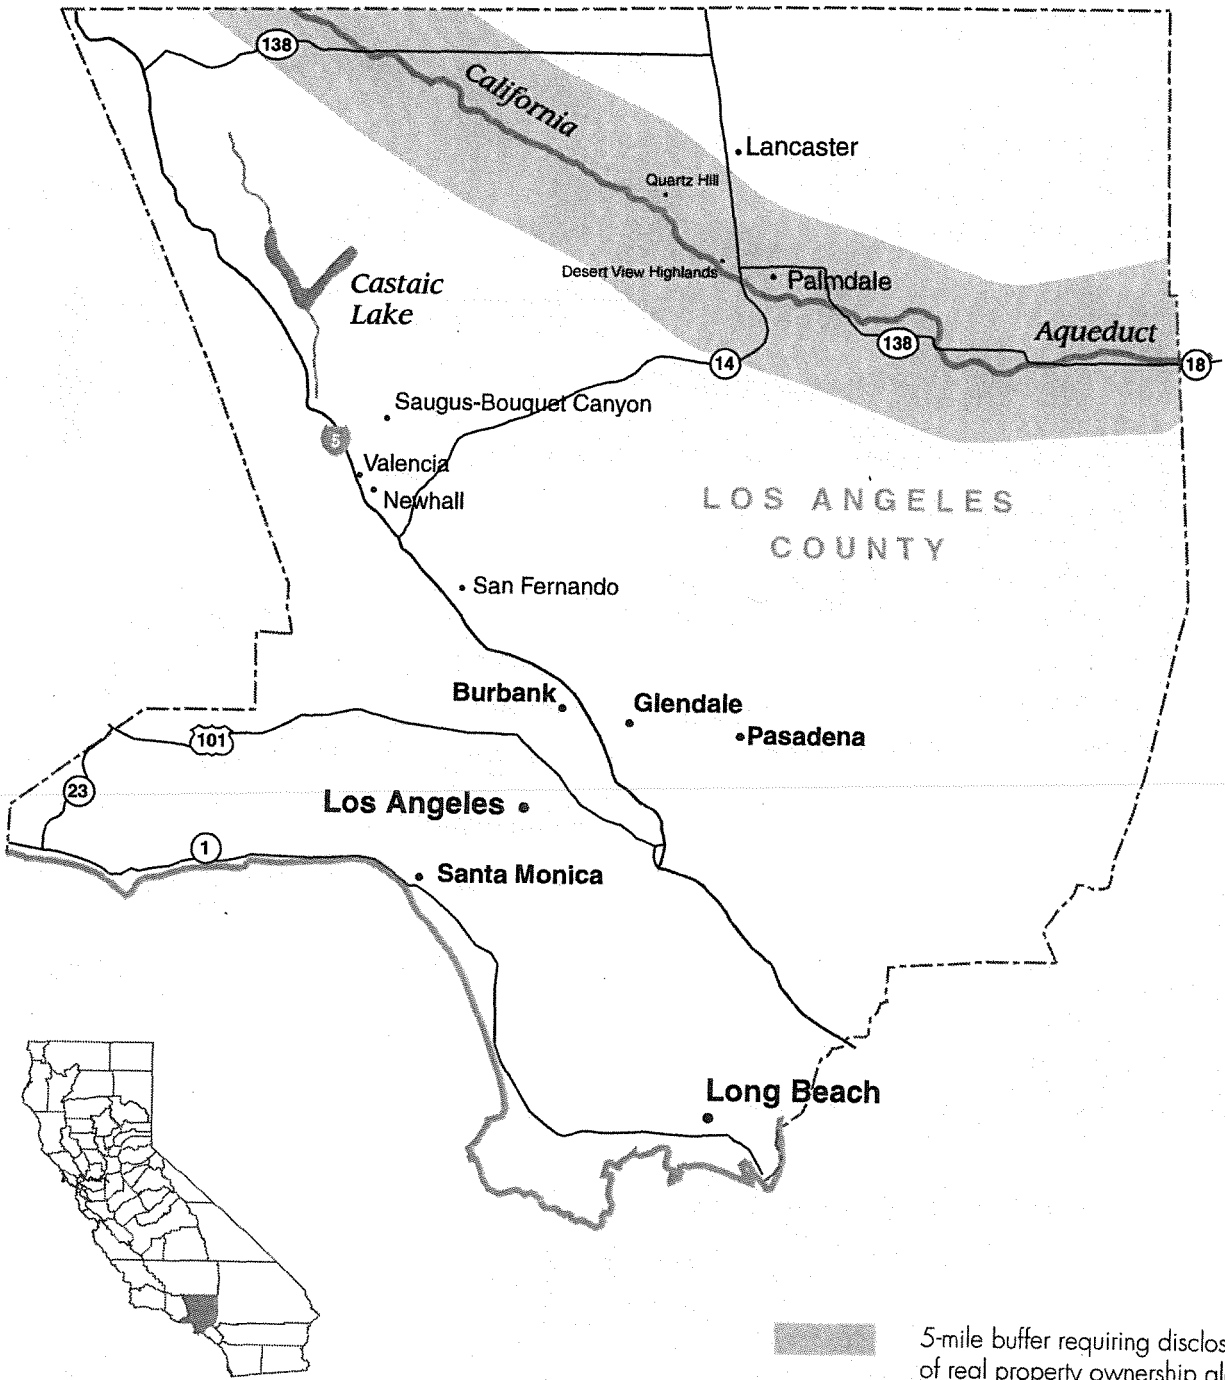 138
California
Lancaster
Quartz Hill
Desert View Highlands
Palmdale
Castaic
Lake
Aqueduct
138
14
18
Saugus-Bouquet Canyon
5
Valencia
Newhall
LOS ANGELES
COUNTY
San Fernando
Burbank
Glendale
Pasadena
101
23
Los Angeles
1
Santa Monica
Long Beach
5-mile buffer requiring
of real property ownership